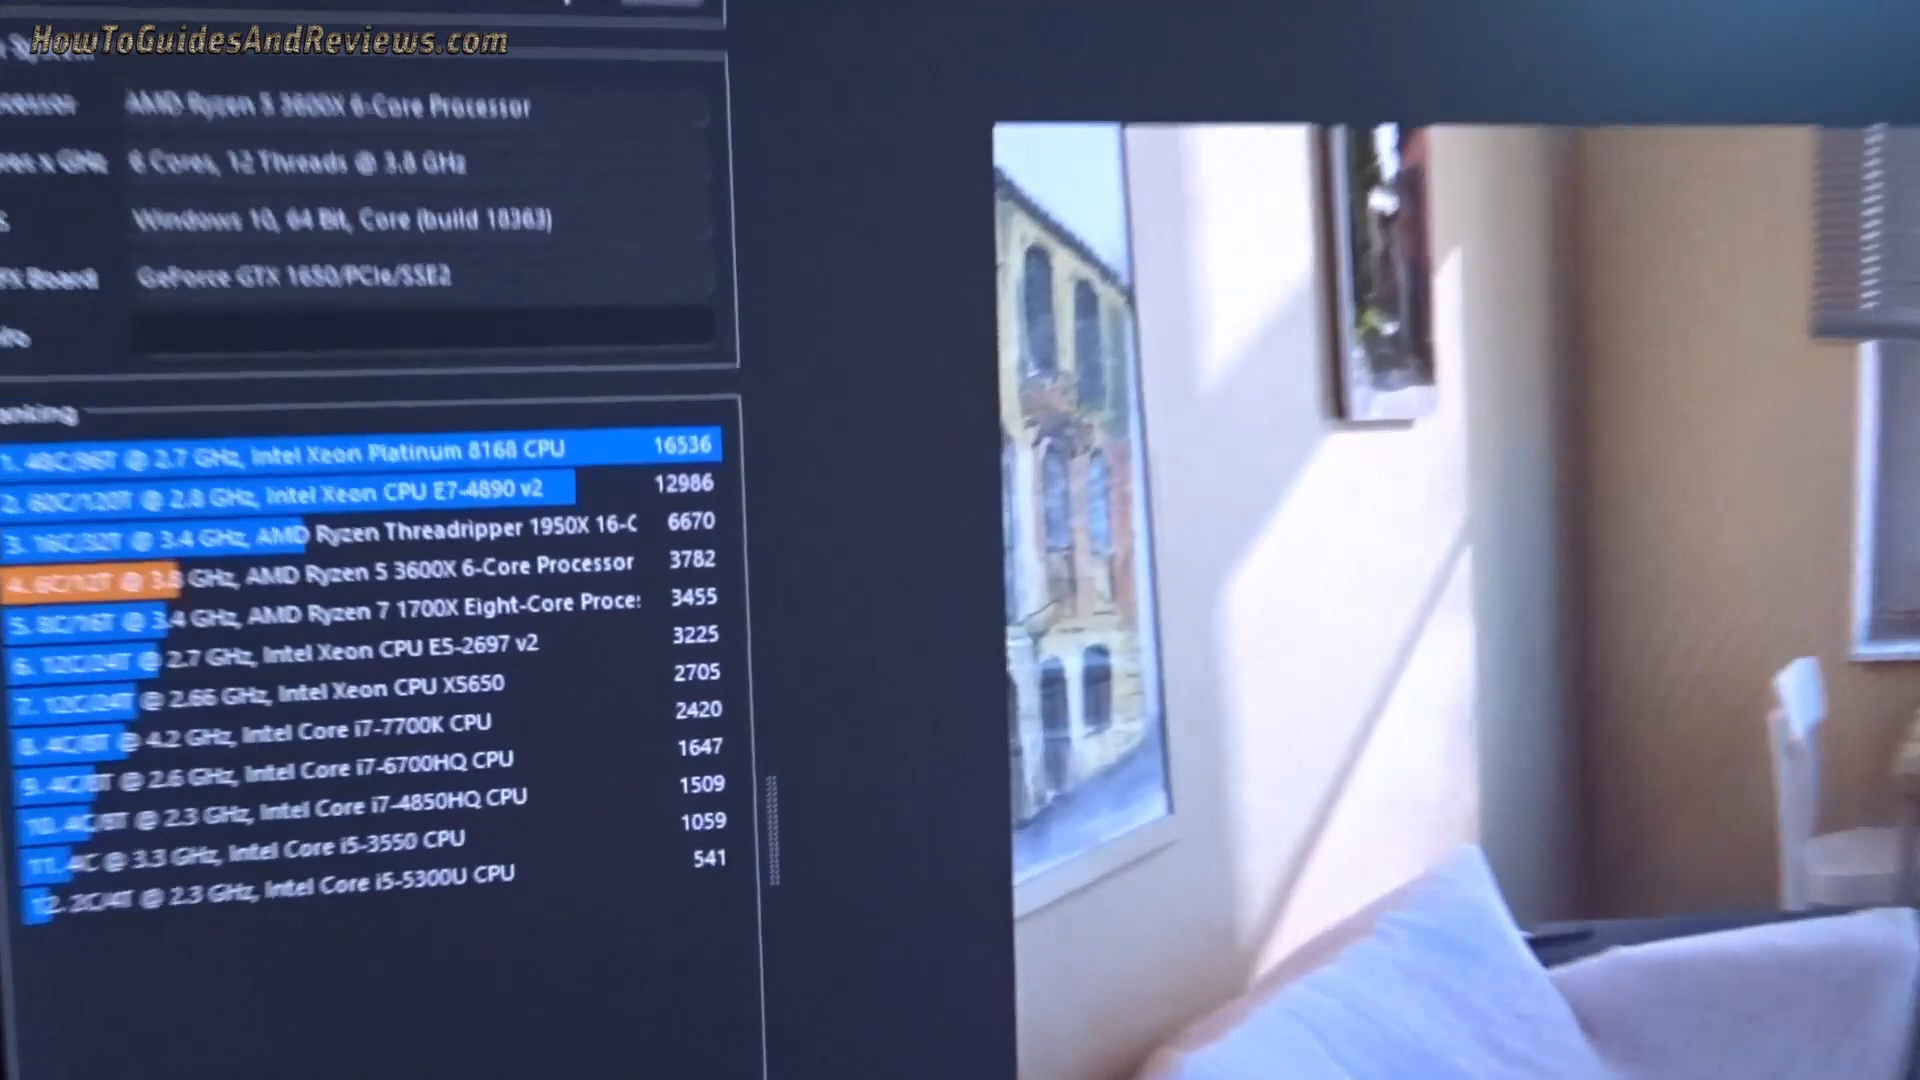 HowToGuidesAndReviews.com
AMD Ryzen 5 3600X 6-Core Processor
6 Cores, 12 Threads @ 3.8 GHz
Windows 10, 64 Bit, Core (build 18363)
GeForce GTX 1650/PCIe/SSE2
1. 48C/96T @ 2.7 GHz, Intel Xeon Platinum 8168 CPU 16536
2. 60C/120T @ 2.8 GHz, Intel Xeon CPU E7-4890 v2 12986
3. 16C/32T @ 3.4 GHz, AMD Ryzen Threadripper 1950X 16-C 6670
4. 6C/12T @ 3.8 GHz, AMD Ryzen 5 3600X 6-Core Processor 3782
5. 8C/16T @ 3.4 GHz, AMD Ryzen 7 1700X Eight-Core Proce 3455
6. 12C/24T @ 2.7 GHz, Intel Xeon CPU E5-2697 v2 3225
7. 12C/24T @ 2.66 GHz, Intel Xeon CPU X5650 2705
8. 4C/8T @ 4.2 GHz, Intel Core i7-7700K CPU 2420
9. 4C/8T @ 2.6 GHz, Intel Core i7-6700HQ CPU 1647
10. 4C/8T @ 2.3 GHz, Intel Core i7-4850HQ CPU 1509
11. 4C @ 3.3 GHz, Intel Core i5-3550 CPU 1059
12. 2C/4T @ 2.3 GHz, Intel Core i5-5300U CPU 541